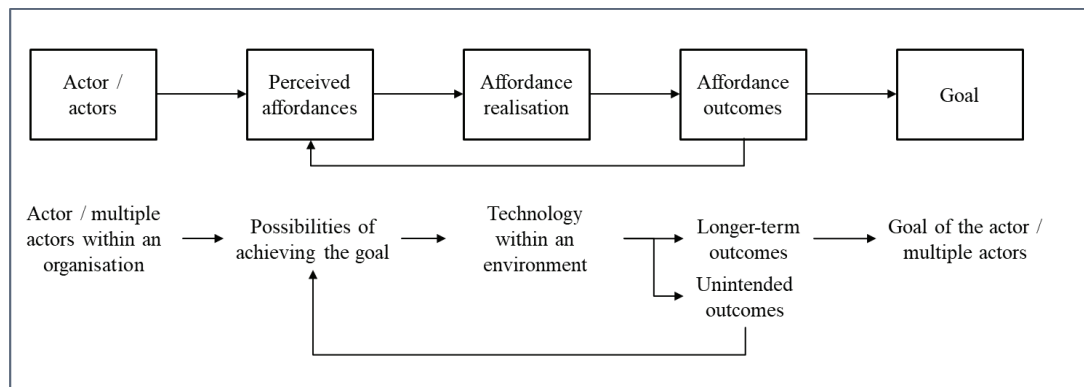 Actor /
actors
Perceived
affordances
Affordance
realisation
Affordance
outcomes
Goal
Actor / multiple
actors within an
organisation
Possibilities of
achieving the goal
Technology
within an
environment
Longer-term
outcomes
Unintended
outcomes
Goal of the actor /
multiple actors